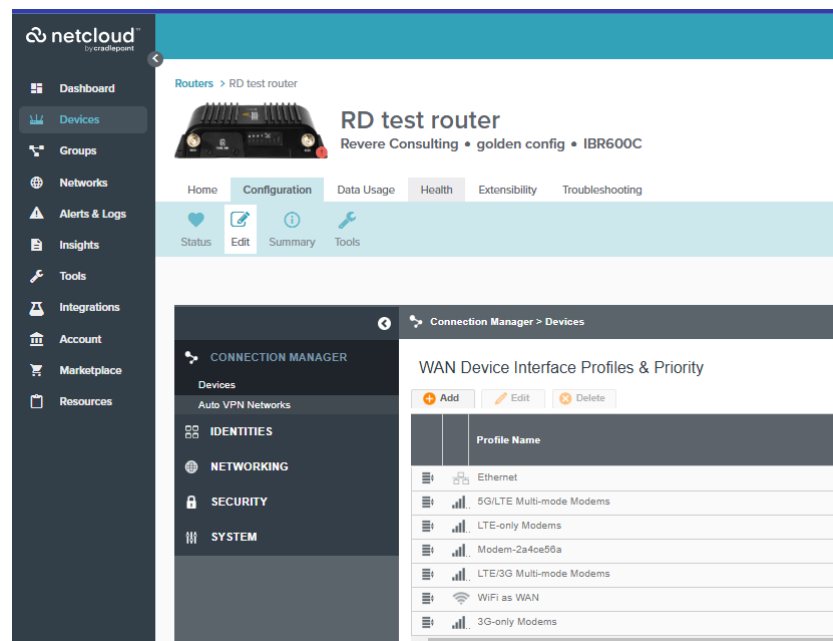 netcloud
by cradlepoint
Dashboard
Devices
Groups
Networks
Alerts & Logs
Insights
Tools
Integrations
Account
Marketplace
Resources
Routers > RD test router
RD test router
Revere Consulting • golden config • IBR600C
Home Configuration Data Usage Health Extensibility Troubleshooting
Status Edit Summary Tools
CONNECTION MANAGER
Devices
Auto VPN Networks
IDENTITIES
NETWORKING
SECURITY
SYSTEM
Connection Manager > Devices
WAN Device Interface Profiles & Priority
Add Edit Delete
Profile Name
Ethernet
5G/LTE Multi-mode Modems
LTE-only Modems
Modem-2a4ce56a
LTE/3G Multi-mode Modems
WiFi as WAN
3G-only Modems